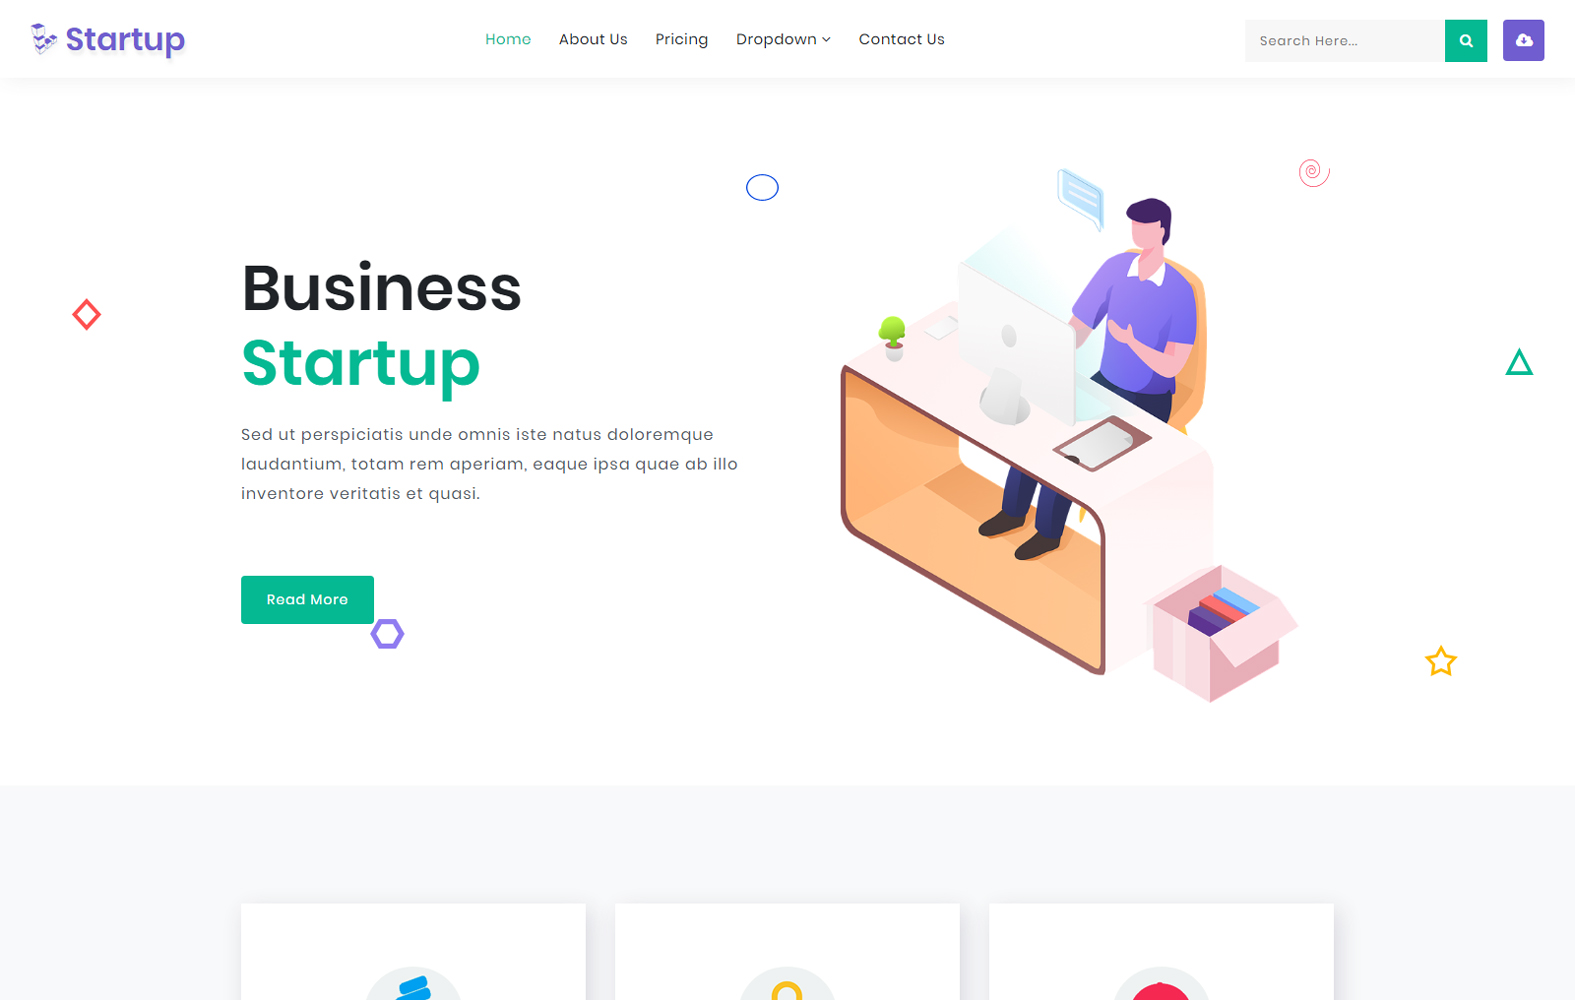 Startup
Home About Us Pricing Dropdown Contact Us
Search Here...
Business
Startup
Sed ut perspiciatis unde omnis iste natus doloremque
laudantium, totam rem aperiam, eaque ipsa quae ab illo
inventore veritatis et quasi.
Read More